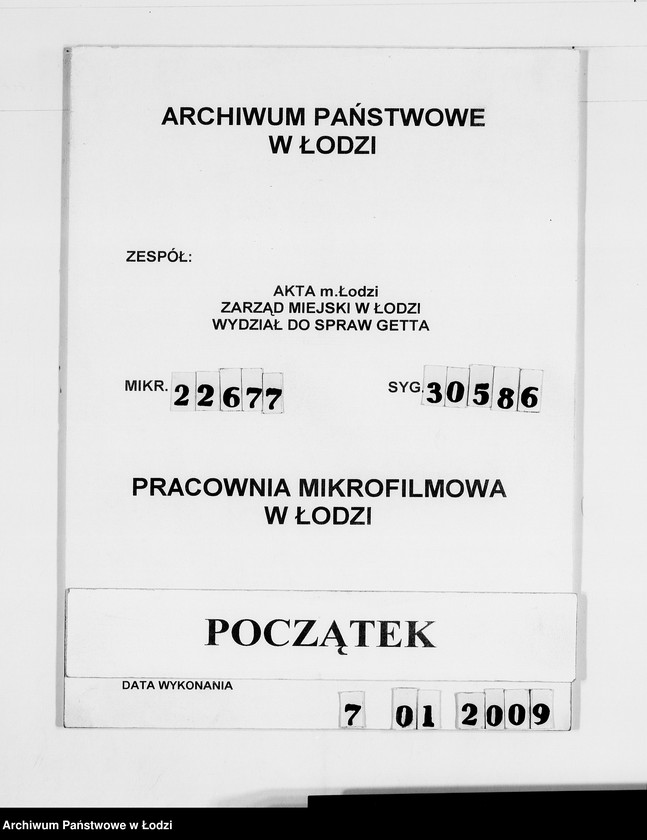 ARCHIWUM PAŃSTWOWE
W ŁODZI
ZESPÓŁ:
AKTA m.Łodzi
ZARZĄD MIEJSKI W ŁODZI
WYDZIAŁ DO SPRAW GETTA
MIKR. 22677 SYG. 30586
PRACOWNIA MIKROFILMOWA
W ŁODZI
POCZĄTEK
DATA WYKONANIA
7 01 2009
Archiwum Państwowe w Łodzi